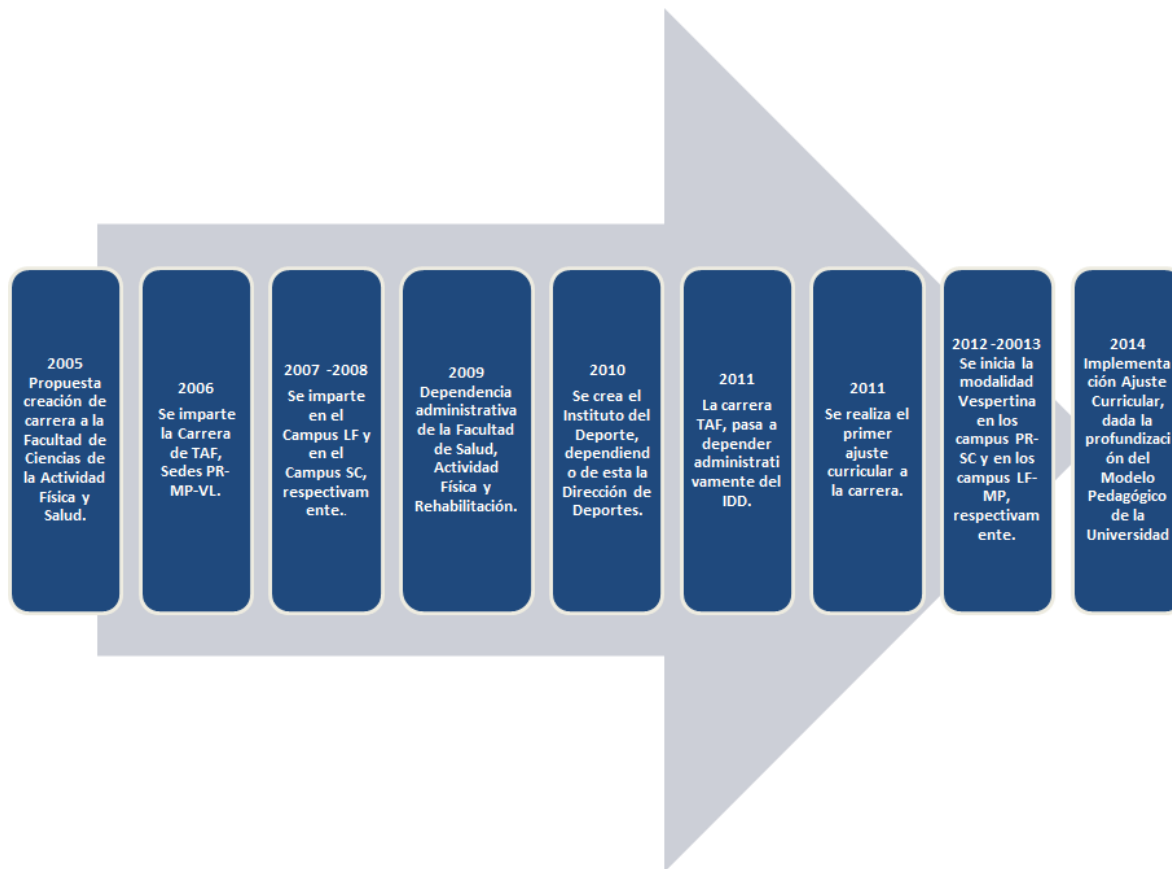 2005
Propuesta
creación de
carrera a la
Facultad de
Ciencias de
la Actividad
Física y
Salud.
2006
Se imparte
la Carrera
de TAF,
Sedes PR-
MP-VL.
2007 -2008
Se imparte
en el
Campus LF y
en el
Campus SC,
respectivam
ente..
2009
Dependencia
administrativa
de la Facultad
de Salud,
Actividad
Física y
Rehabilitación.
2010
Se crea el
Instituto del
Deporte,
dependiend
o de esta la
Dirección de
Deportes.
2011
La carrera
TAF, pasa a
depender
administrati
vamente del
IDD.
2011
Se realiza el
primer
ajuste
curricular a
la carrera.
2012 -20013
Se inicia la
modalidad
Vespertina
en los
campus PR-
SC y en los
campus LF-
MP,
respectivam
ente.
2014
Implementa
ción Ajuste
Curricular,
dada la
profundizaci
ón del
Modelo
Pedagógico
de la
Universidad